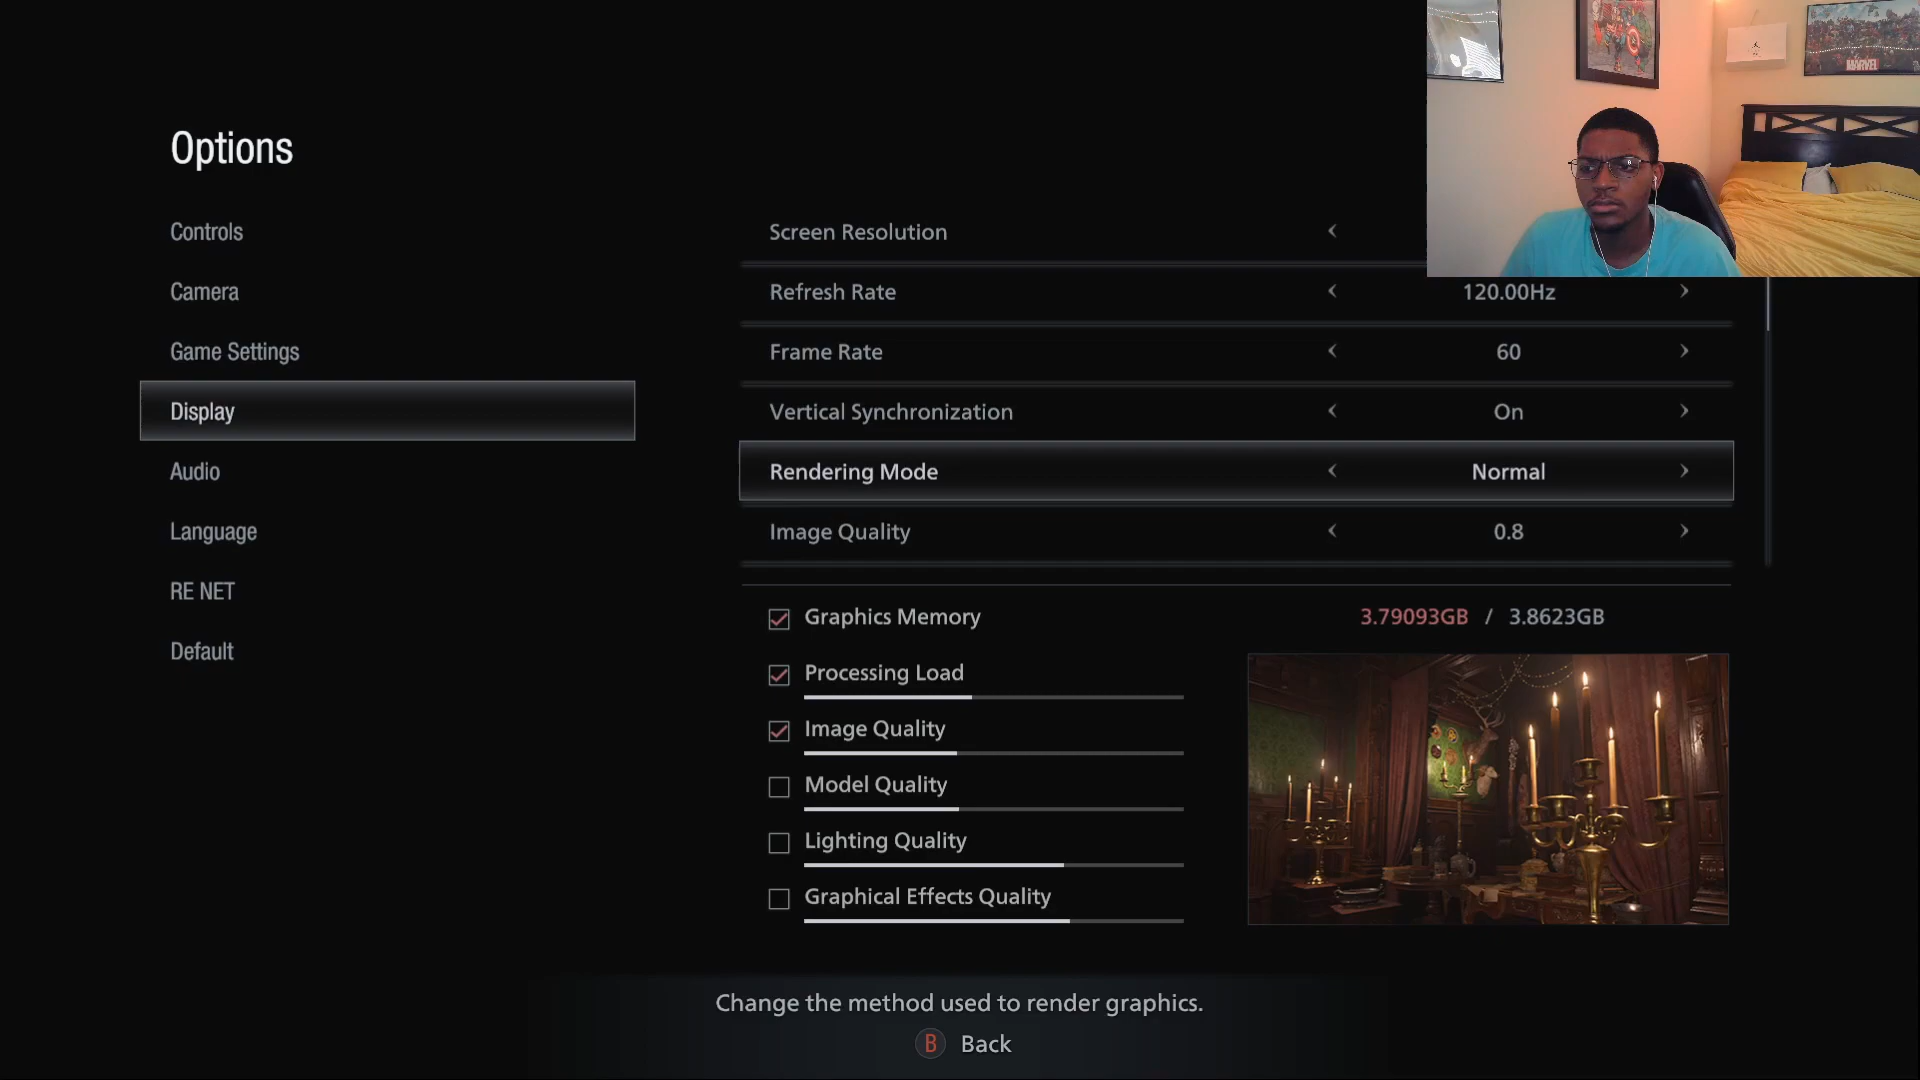 Options
Controls
Camera
Game Settings
Display
Audio
Language
RE NET
Default
Screen Resolution <
Refresh Rate < 120.00Hz >
Frame Rate < 60 >
Vertical Synchronization < On >
Rendering Mode < Normal >
Image Quality < 0.8 >
Graphics Memory 3.79093GB / 3.8623GB
Processing Load
Image Quality
Model Quality
Lighting Quality
Graphical Effects Quality
Change the method used to render graphics.
B Back
MARVEL